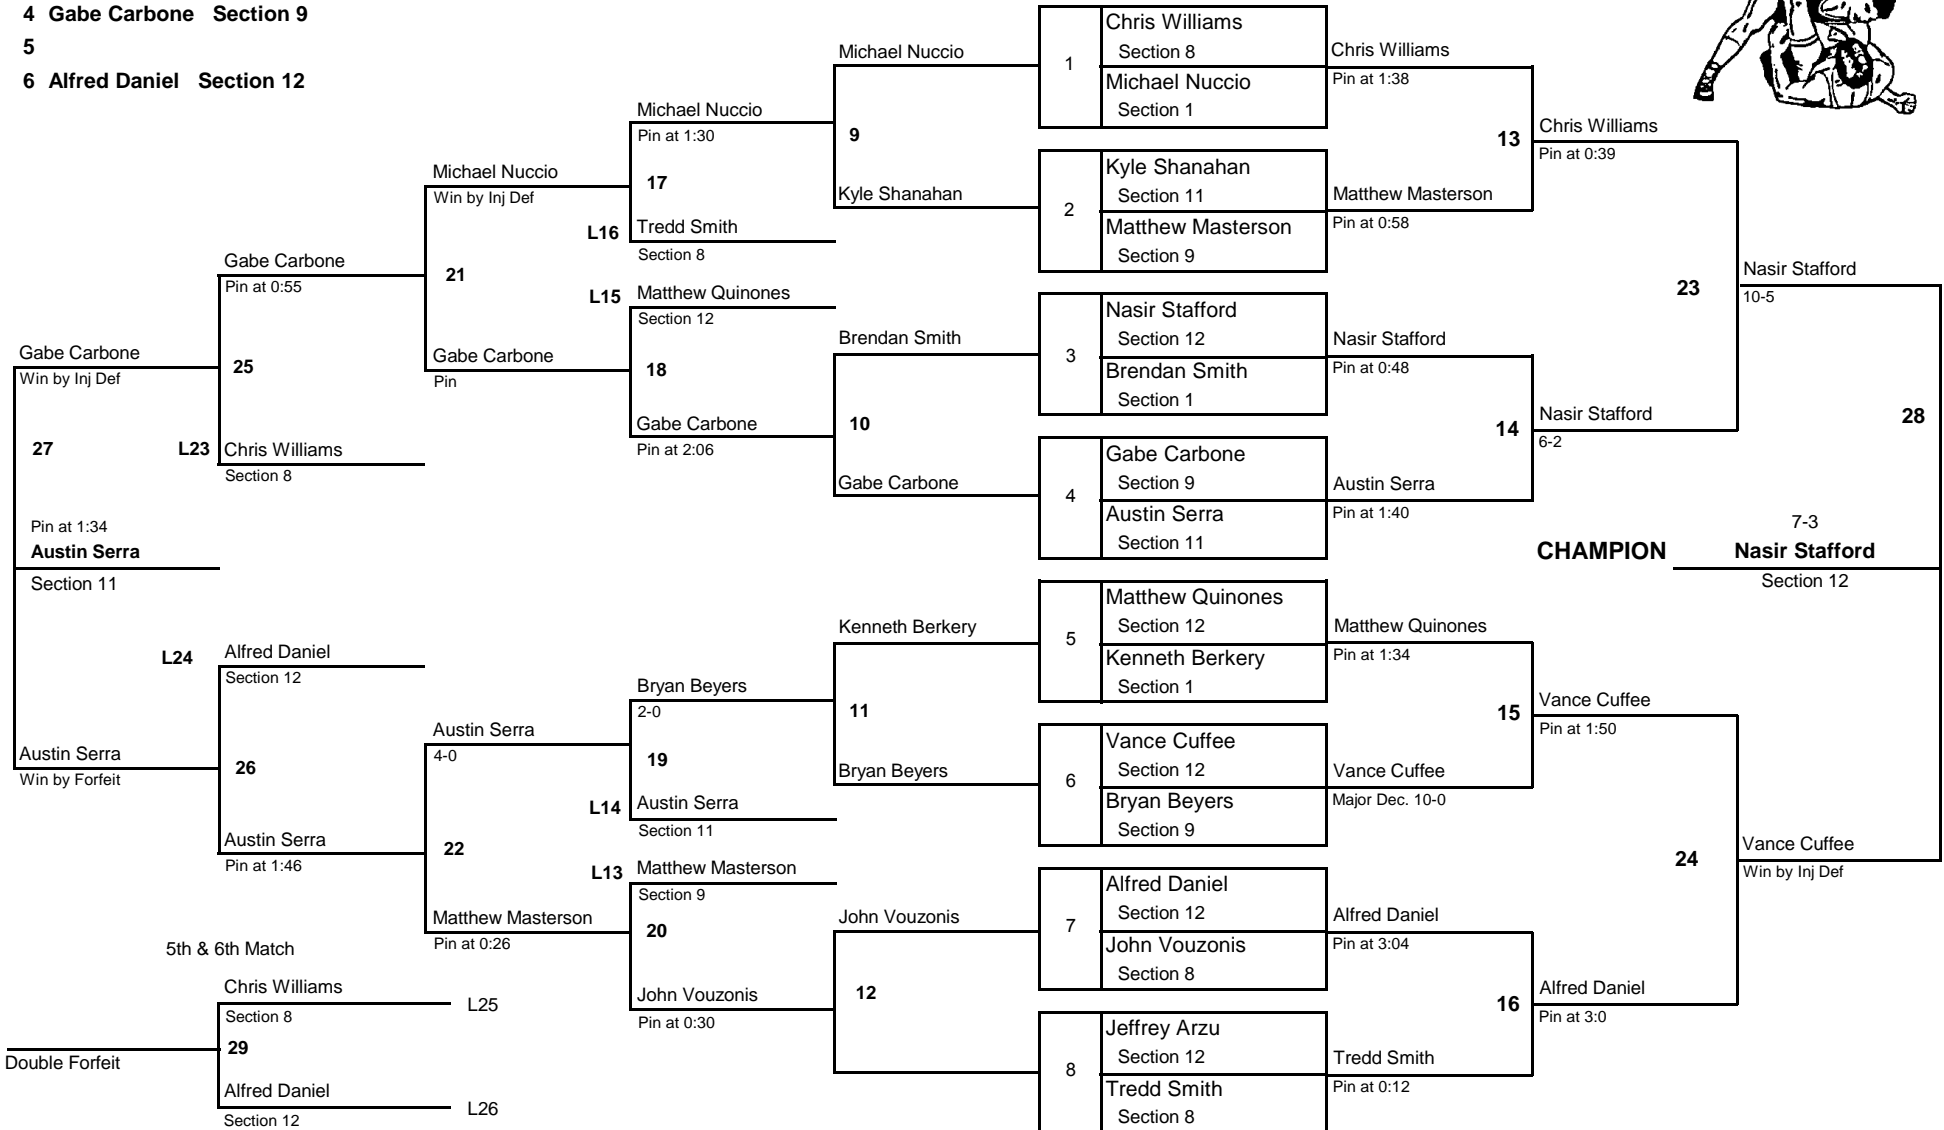 4 Gabe Carbone Section 9
5
6 Alfred Daniel Section 12
Gabe Carbone
Win by Inj Def
27
Pin at 1:34
Austin Serra
Section 11
Austin Serra
Win by Forfeit
Gabe Carbone
Pin at 0:55
25
L23 Chris Williams
Section 8
L24 Alfred Daniel
Section 12
26
Austin Serra
Pin at 1:46
5th & 6th Match
Chris Williams
L25
Section 8
29
Double Forfeit
Alfred Daniel
L26
Section 12
Michael Nuccio
Win by Inj Def
21
Gabe Carbone
Pin
Austin Serra
4-0
22
Matthew Masterson
Pin at 0:26
Michael Nuccio
Pin at 1:30
17
L16 Tredd Smith
Section 8
L15 Matthew Quinones
Section 12
18
Gabe Carbone
Pin at 2:06
Bryan Beyers
2-0
19
L14 Austin Serra
Section 11
L13 Matthew Masterson
Section 9
20
John Vouzonis
Pin at 0:30
Michael Nuccio
9
Kyle Shanahan
Brendan Smith
10
Gabe Carbone
Kenneth Berkery
11
Bryan Beyers
John Vouzonis
12
1
Chris Williams
Section 8
Michael Nuccio
Section 1
2
Kyle Shanahan
Section 11
Matthew Masterson
Section 9
3
Nasir Stafford
Section 12
Brendan Smith
Section 1
4
Gabe Carbone
Section 9
Austin Serra
Section 11
5
Matthew Quinones
Section 12
Kenneth Berkery
Section 1
6
Vance Cuffee
Section 12
Bryan Beyers
Section 9
7
Alfred Daniel
Section 12
John Vouzonis
Section 8
8
Jeffrey Arzu
Section 12
Tredd Smith
Section 8
Chris Williams
Pin at 1:38
13
Matthew Masterson
Pin at 0:58
Nasir Stafford
Pin at 0:48
14
Austin Serra
Pin at 1:40
Matthew Quinones
Pin at 1:34
15
Vance Cuffee
Major Dec. 10-0
Alfred Daniel
Pin at 3:04
16
Tredd Smith
Pin at 0:12
Chris Williams
Pin at 0:39
23
Nasir Stafford
6-2
Vance Cuffee
Pin at 1:50
24
Alfred Daniel
Pin at 3:0
Nasir Stafford
10-5
28
7-3
CHAMPION Nasir Stafford
Section 12
Vance Cuffee
Win by Inj Def